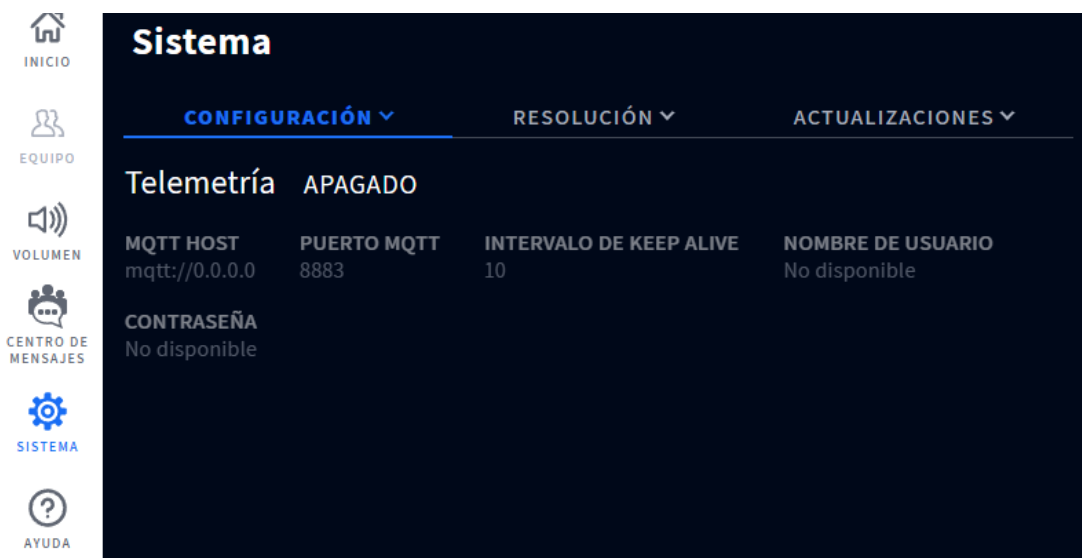 INICIO
EQUIPO
VOLUMEN
CENTRO DE
MENSAJES
SISTEMA
AYUDA
Sistema
CONFIGURACIÓN
RESOLUCIÓN
ACTUALIZACIONES
Telemetría APAGADO
MQTT HOST
mqtt://0.0.0.0
PUERTO MQTT
8883
INTERVALO DE KEEP ALIVE
10
NOMBRE DE USUARIO
No disponible
CONTRASEÑA
No disponible